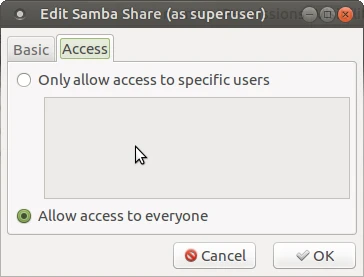 Edit Samba Share (as superuser)
Basic
Access
Only allow access to specific users
Allow access to everyone
Cancel
OK